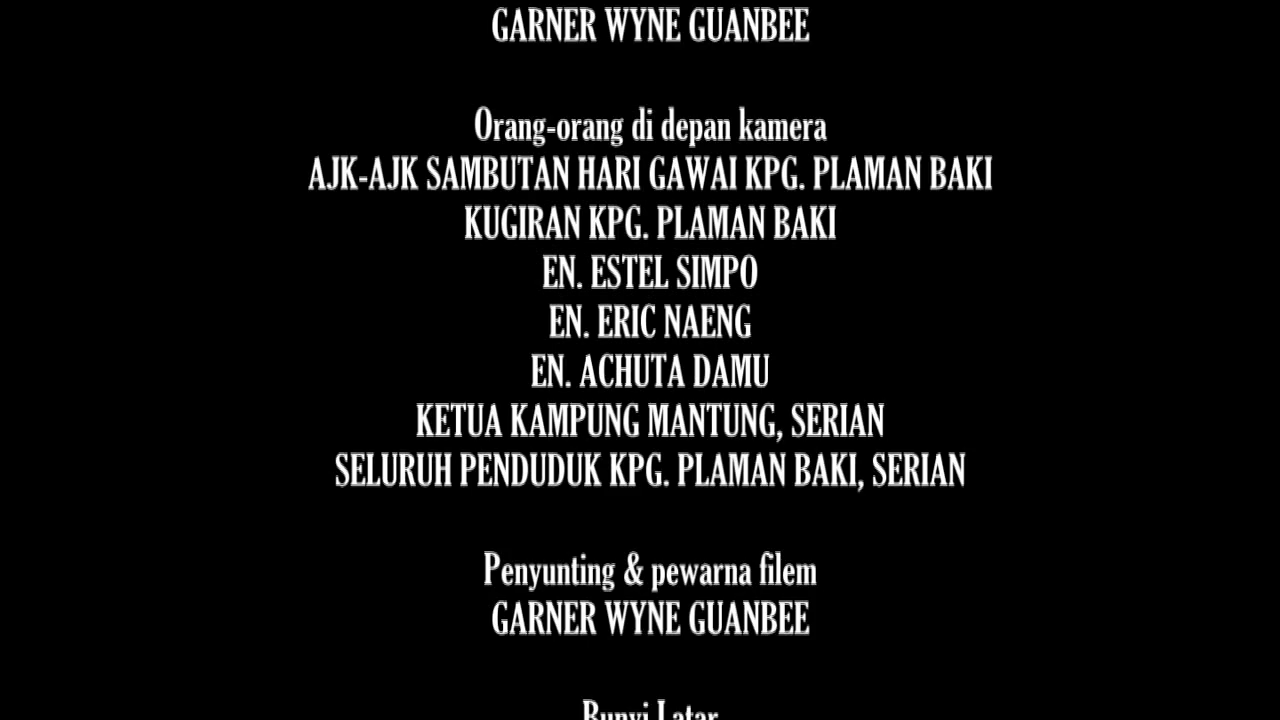 GARNER WYNE GUANBEE
Orang-orang di depan kamera
AJK-AJK SAMBUTAN HARI GAWAI KPG. PLAMAN BAKI
KUGIRAN KPG. PLAMAN BAKI
EN. ESTEL SIMPO
EN. ERIC NAENG
EN. ACHUTA DAMU
KETUA KAMPUNG MANTUNG, SERIAN
SELURUH PENDUDUK KPG. PLAMAN BAKI, SERIAN
Penyunting & pewarna filem
GARNER WYNE GUANBEE
Bunyi Latar